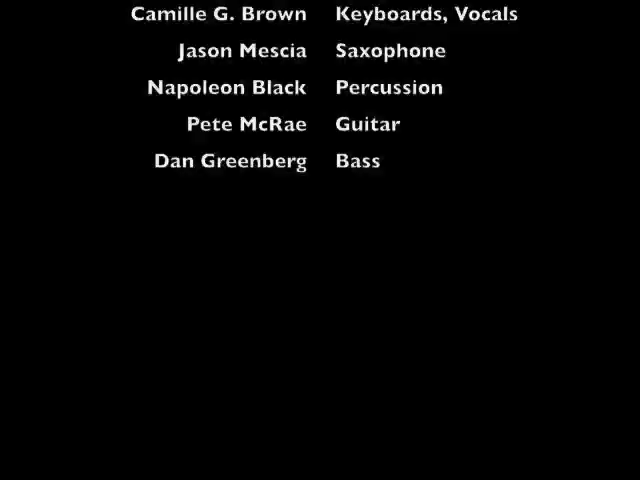 Camille G. Brown Keyboards, Vocals
Jason Mescia Saxophone
Napoleon Black Percussion
Pete McRae Guitar
Dan Greenberg Bass